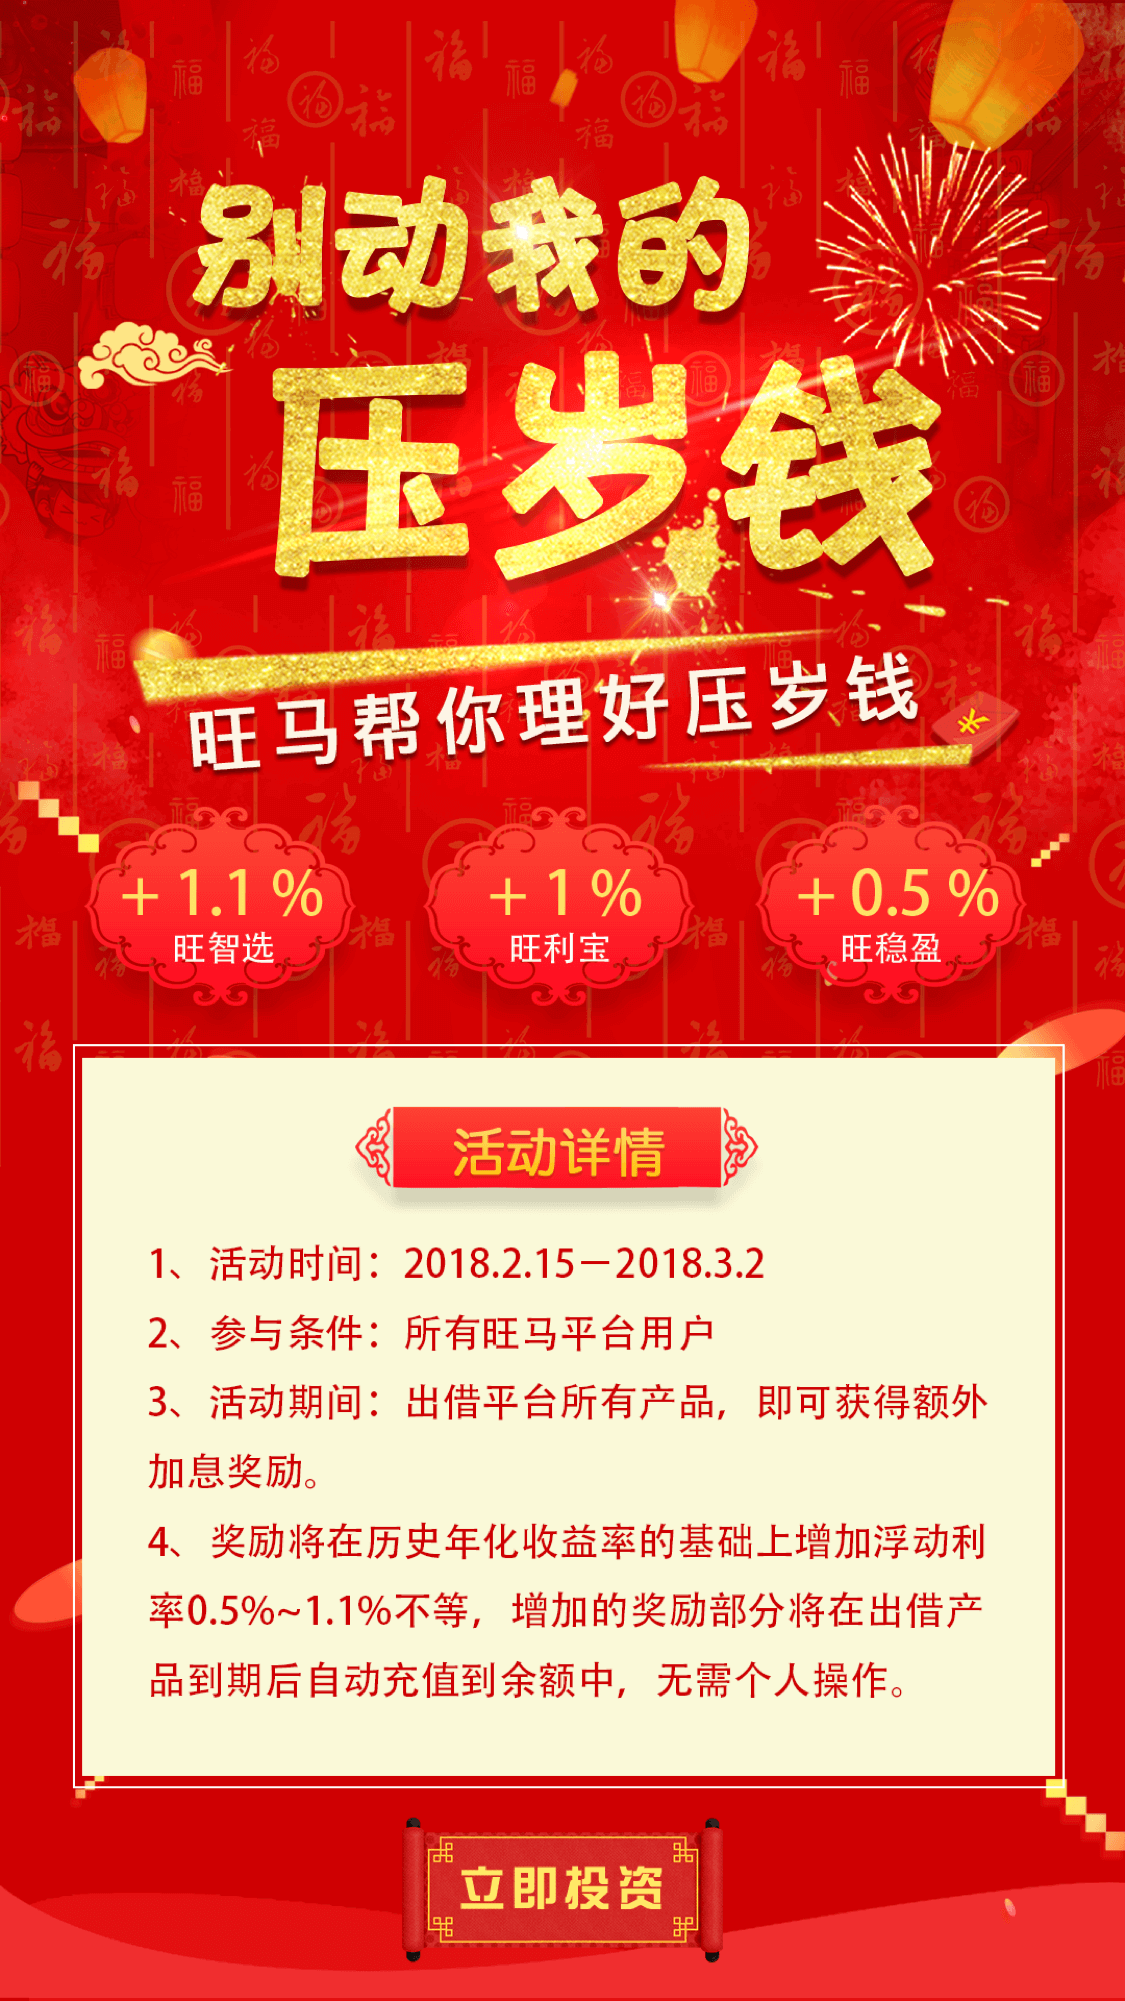 别动我的
压岁钱
旺马帮你理好压岁钱
+1.1%
旺智选
+1%
旺利宝
+0.5%
旺稳盈
活动详情
1、活动时间：2018.2.15－2018.3.2
2、参与条件：所有旺马平台用户
3、活动期间：出借平台所有产品，即可获得额外
加息奖励。
4、奖励将在历史年化收益率的基础上增加浮动利
率0.5%~1.1%不等，增加的奖励部分将在出借产
品到期后自动充值到余额中，无需个人操作。
立即投资